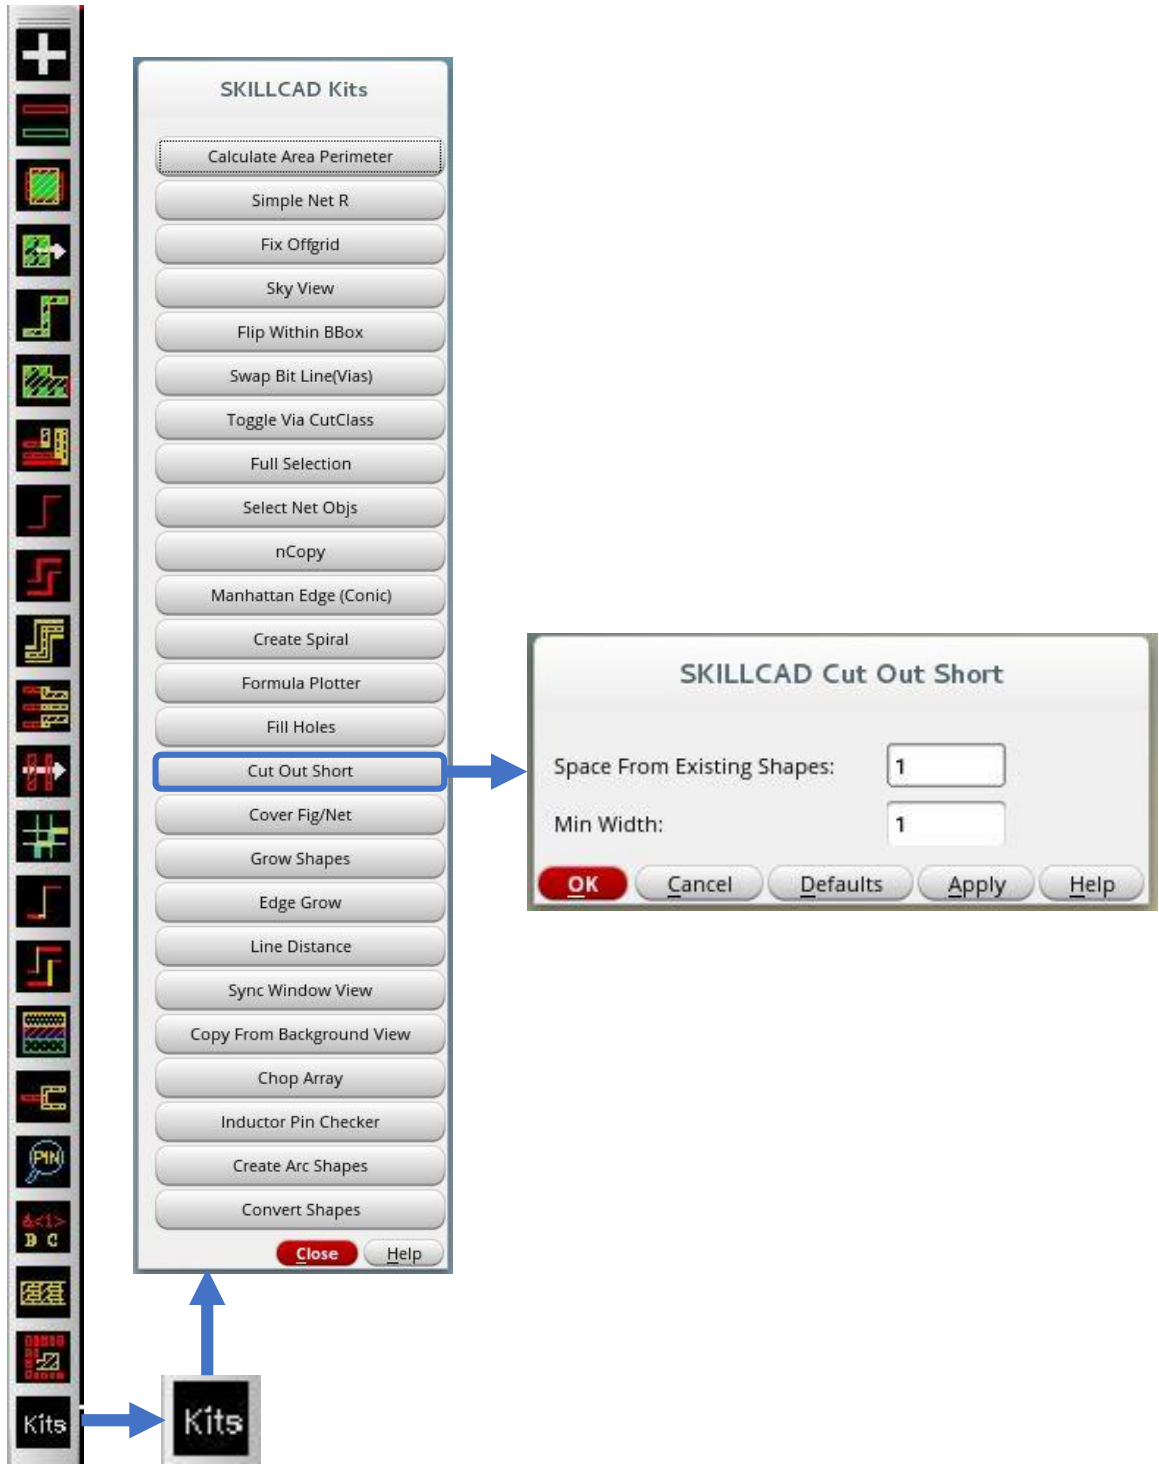 SKILLCAD Kits
Calculate Area Perimeter
Simple Net R
Fix Offgrid
Sky View
Flip Within BBox
Swap Bit Line(Vias)
Toggle Via CutClass
Full Selection
Select Net Objs
nCopy
Manhattan Edge (Conic)
Create Spiral
Formula Plotter
Fill Holes
Cut Out Short
Cover Fig/Net
Grow Shapes
Edge Grow
Line Distance
Sync Window View
Copy From Background View
Chop Array
Inductor Pin Checker
Create Arc Shapes
Convert Shapes
Close Help
SKILLCAD Cut Out Short
Space From Existing Shapes: 1
Min Width: 1
OK Cancel Defaults Apply Help
PIN
&<1>
B C
Kits
Kits